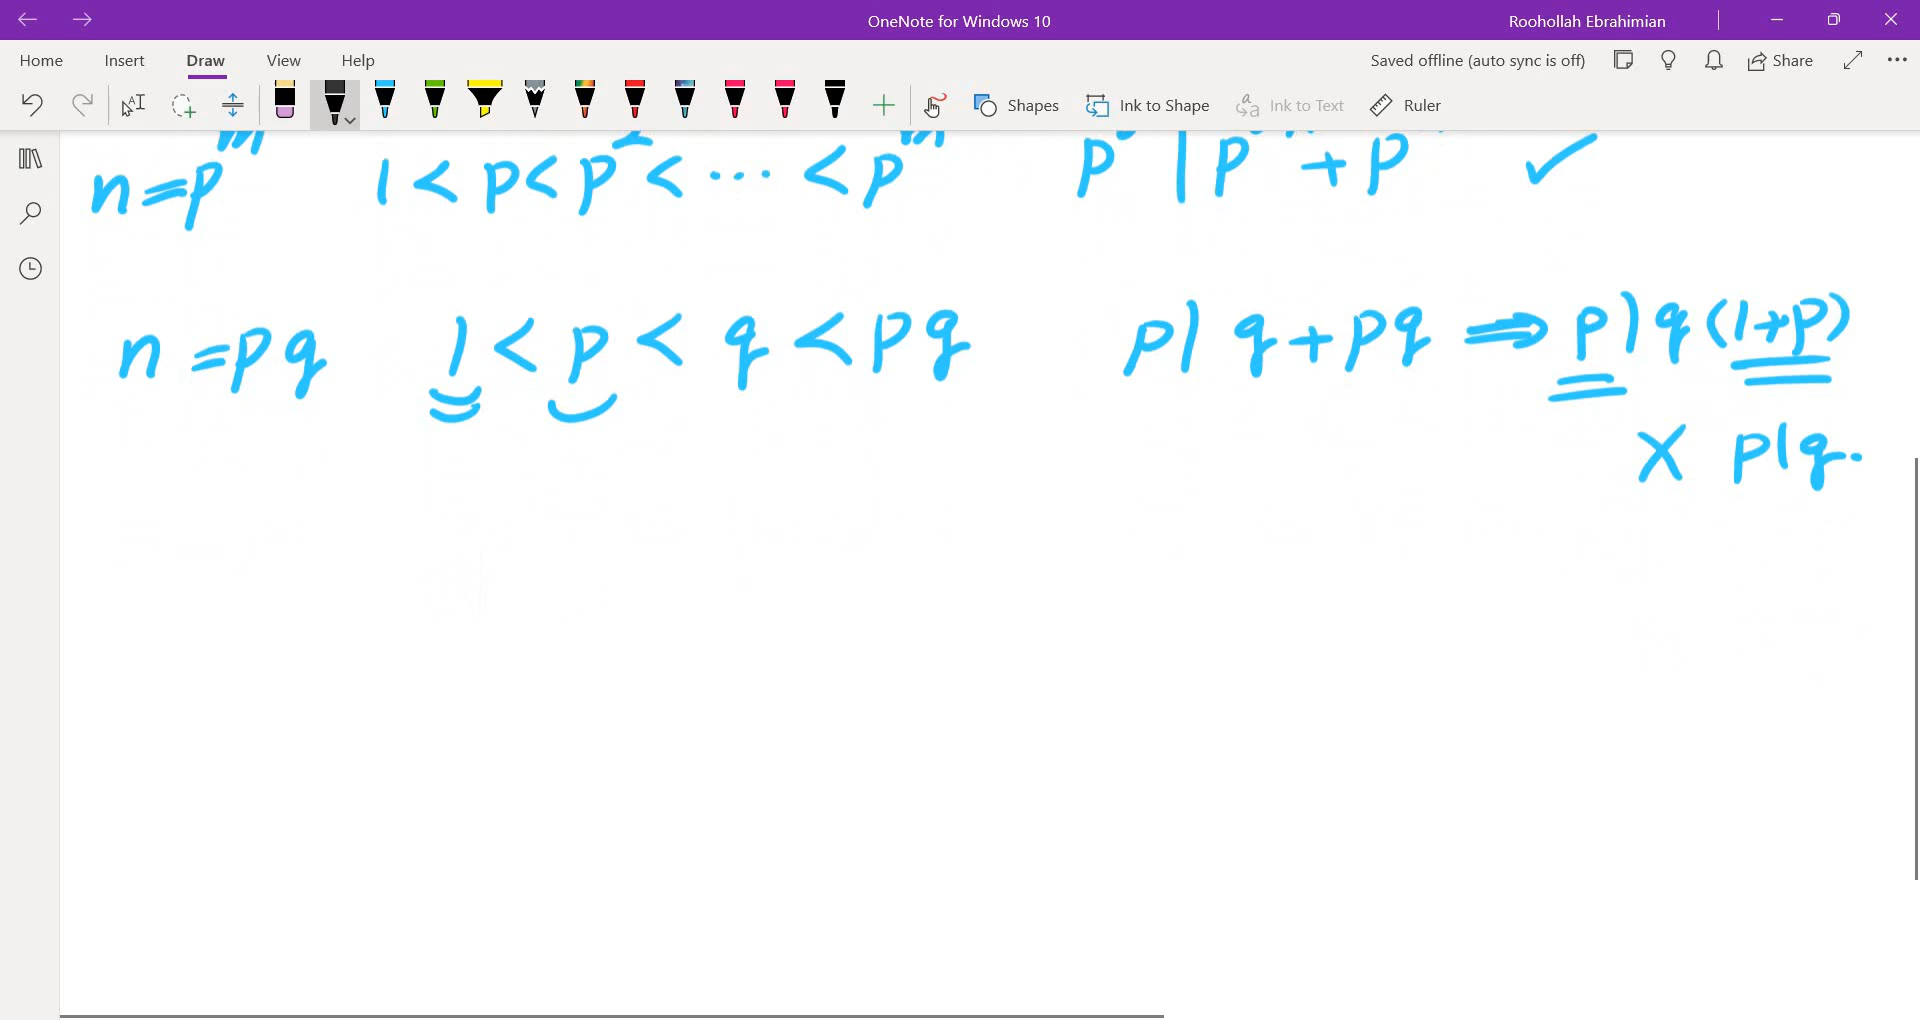 OneNote for Windows 10
Roohollah Ebrahimian
Home Insert Draw View Help
Saved offline (auto sync is off) Share
Shapes Ink to Shape Ink to Text Ruler
n=p^m 1<p<p^2<⋯<p^m p | p + p ✓
n=pq 1<p<q<pq p|q+pq ⇒ p|q(1+p)
X p|q.